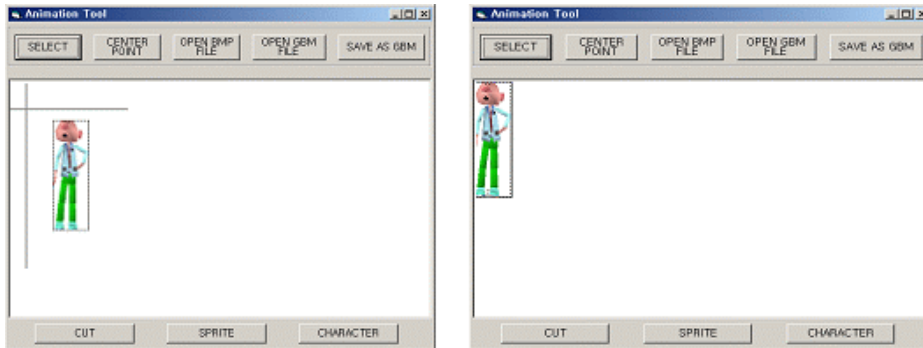 Animation Tool
SELECT
CENTER
POINT
OPEN BMP
FILE
OPEN GBM
FILE
SAVE AS GBM
CUT
SPRITE
CHARACTER
Animation Tool
SELECT
CENTER
POINT
OPEN BMP
FILE
OPEN GBM
FILE
SAVE AS GBM
CUT
SPRITE
CHARACTER